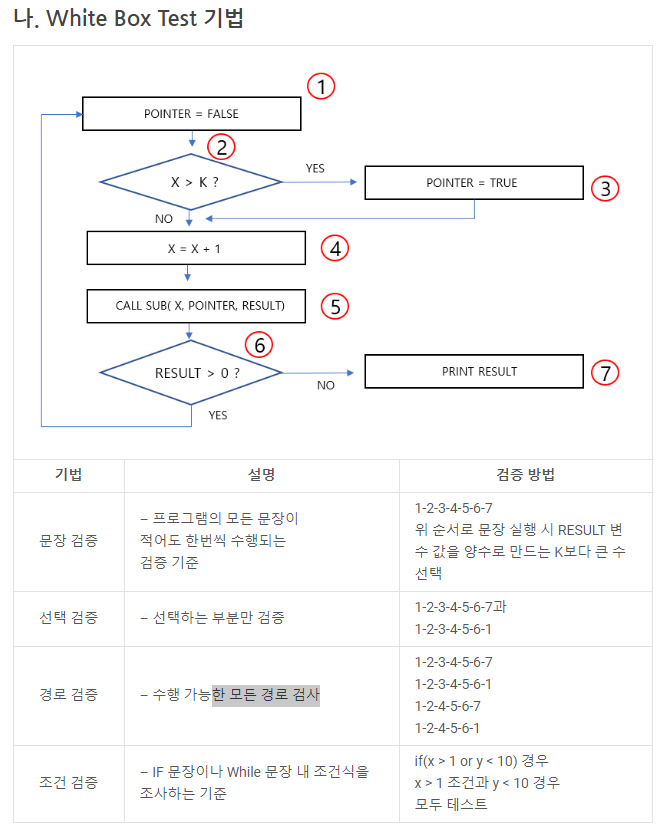 나. White Box Test 기법
1
POINTER = FALSE
2
X > K ?
YES
POINTER = TRUE
3
NO
X = X + 1
4
CALL SUB( X, POINTER, RESULT)
5
6
RESULT > 0 ?
NO
PRINT RESULT
7
YES
기법
설명
검증 방법
문장 검증
– 프로그램의 모든 문장이
적어도 한번씩 수행되는
검증 기준
1-2-3-4-5-6-7
위 순서로 문장 실행 시 RESULT 변
수 값을 양수로 만드는 K보다 큰 수
선택
선택 검증
– 선택하는 부분만 검증
1-2-3-4-5-6-7과
1-2-3-4-5-6-1
경로 검증
– 수행 가능한 모든 경로 검사
1-2-3-4-5-6-7
1-2-3-4-5-6-1
1-2-4-5-6-7
1-2-4-5-6-1
조건 검증
– IF 문장이나 While 문장 내 조건식을
조사하는 기준
if(x > 1 or y < 10) 경우
x > 1 조건과 y < 10 경우
모두 테스트